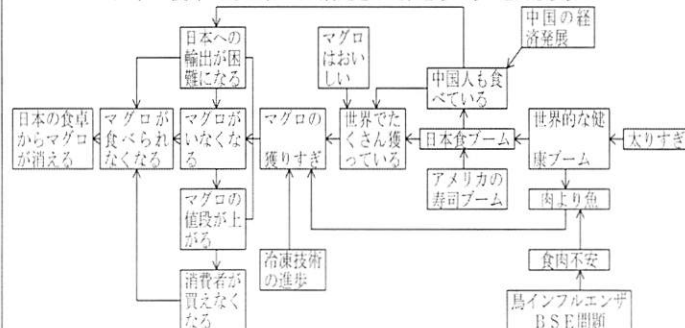 中国の経
済発展
日本への
輸出が困
難になる
マグロ
はおい
しい
中国人も食
べている
日本の食卓
からマグロ
が消える
マグロが
食べられ
なくなる
マグロが
いなくな
る
マグロの
獲りすぎ
世界でた
くさん獲
っている
日本食ブーム
世界的な健
康ブーム
太りすぎ
アメリカの
寿司ブーム
肉より魚
マグロの
値段が上
がる
冷凍技術
の進歩
食肉不安
消費者が
買えなく
なる
鳥インフルエンザ
BSE問題